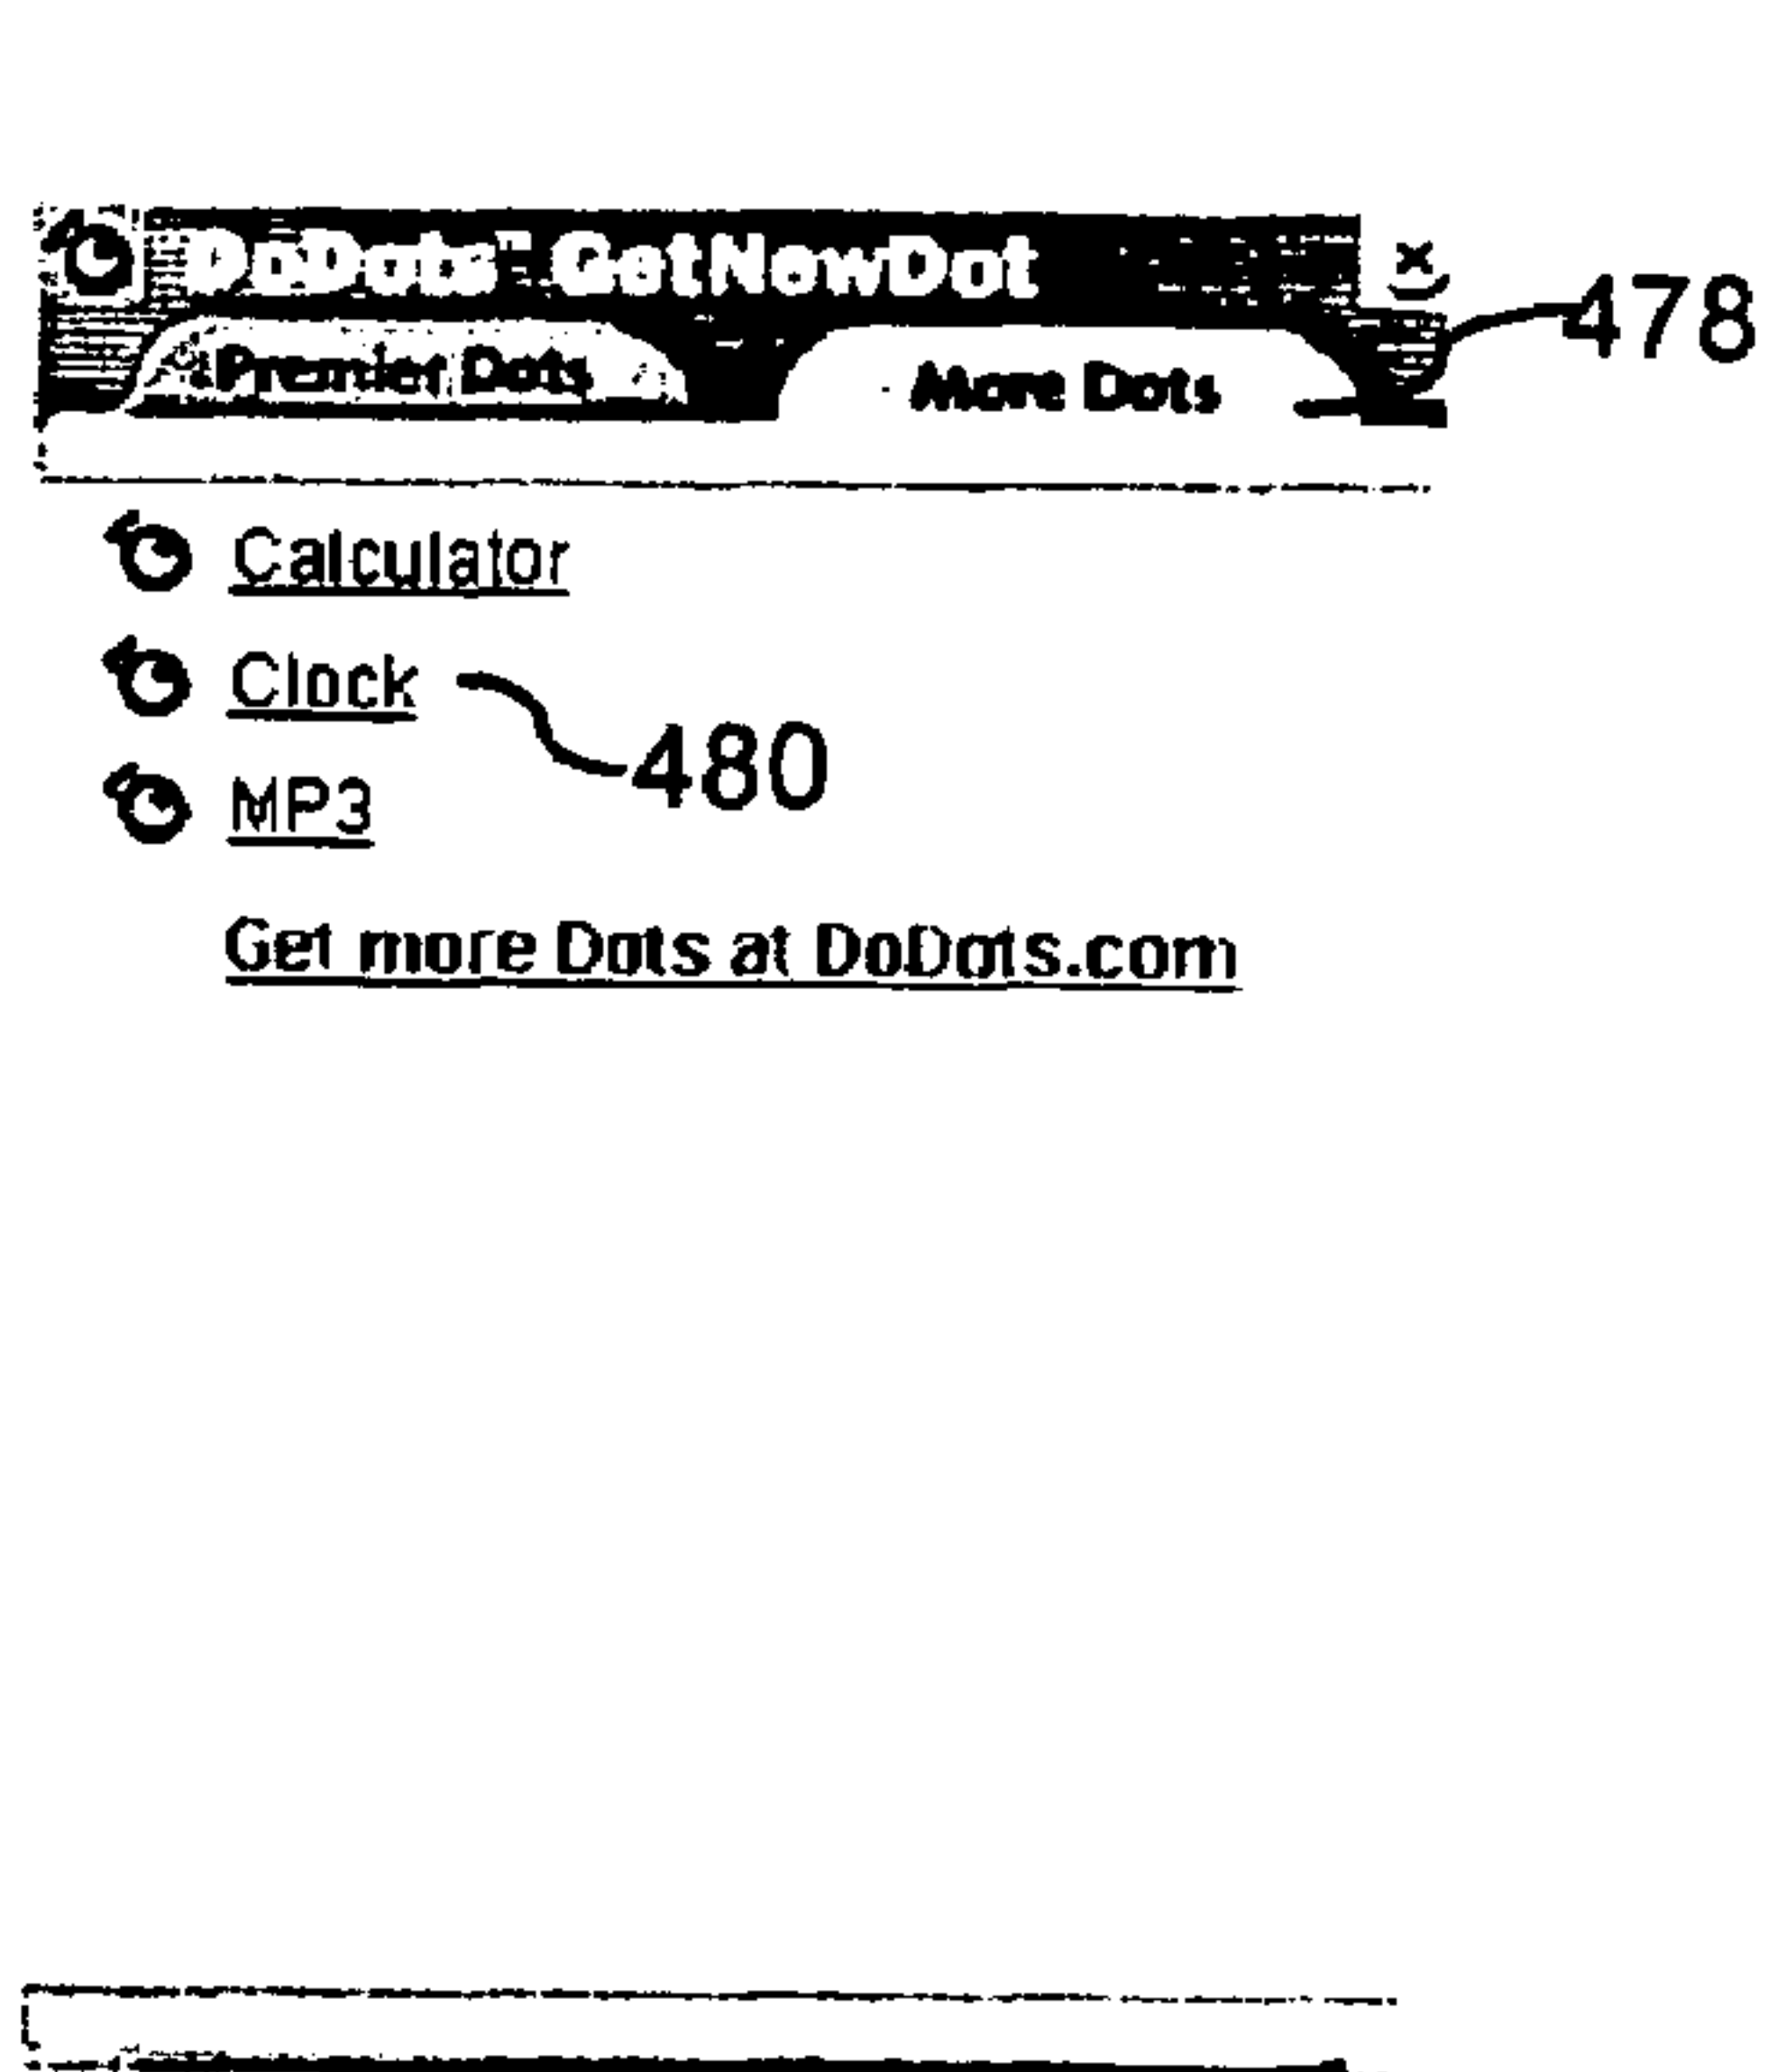 DoDots: GetNowDot
478
Premier Dots More Dots
Calculator
Clock
480
MP3
Get more Dots at DoDots.com